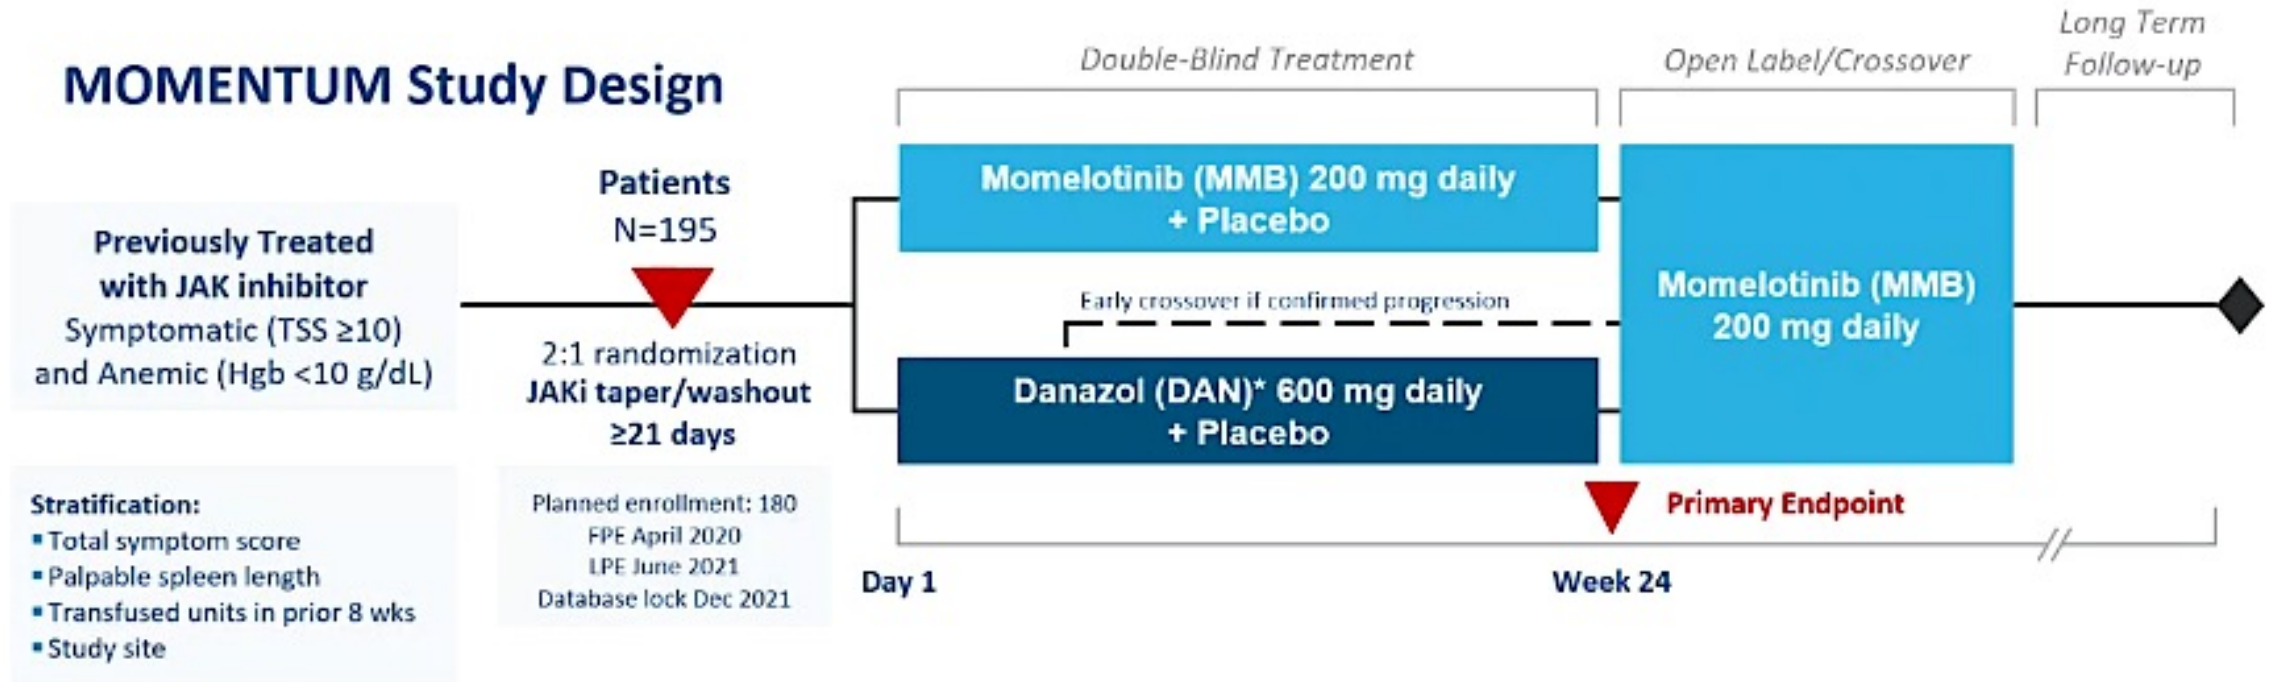 MOMENTUM Study Design
Previously Treated
with JAK inhibitor
Symptomatic (TSS ≥10)
and Anemic (Hgb <10 g/dL)
Stratification:
▪ Total symptom score
▪ Palpable spleen length
▪ Transfused units in prior 8 wks
▪ Study site
Patients
N=195
2:1 randomization
JAKi taper/washout
≥21 days
Planned enrollment: 180
FPE April 2020
LPE June 2021
Database lock Dec 2021
Double-Blind Treatment
Momelotinib (MMB) 200 mg daily
+ Placebo
Early crossover if confirmed progression
Danazol (DAN)* 600 mg daily
+ Placebo
Open Label/Crossover
Momelotinib (MMB)
200 mg daily
Long Term
Follow-up
Primary Endpoint
Day 1
Week 24